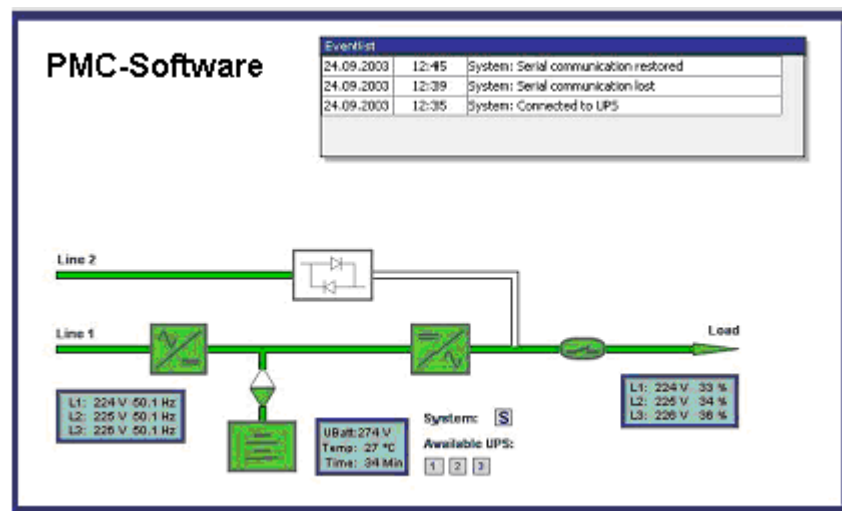 PMC-Software
Eventlist
24.09.2003 12:45 System: Serial communication restored
24.09.2003 12:39 System: Serial communication lost
24.09.2003 12:35 System: Connected to UPS
Line 2
Line 1
Load
L1: 224 V 50.1 Hz
L2: 225 V 50.1 Hz
L3: 226 V 50.1 Hz
UBatt:274 V
Temp: 27 °C
Time: 34 Min
System: S
Available UPS:
1 2 3
L1: 224 V 33 %
L2: 225 V 34 %
L3: 226 V 36 %